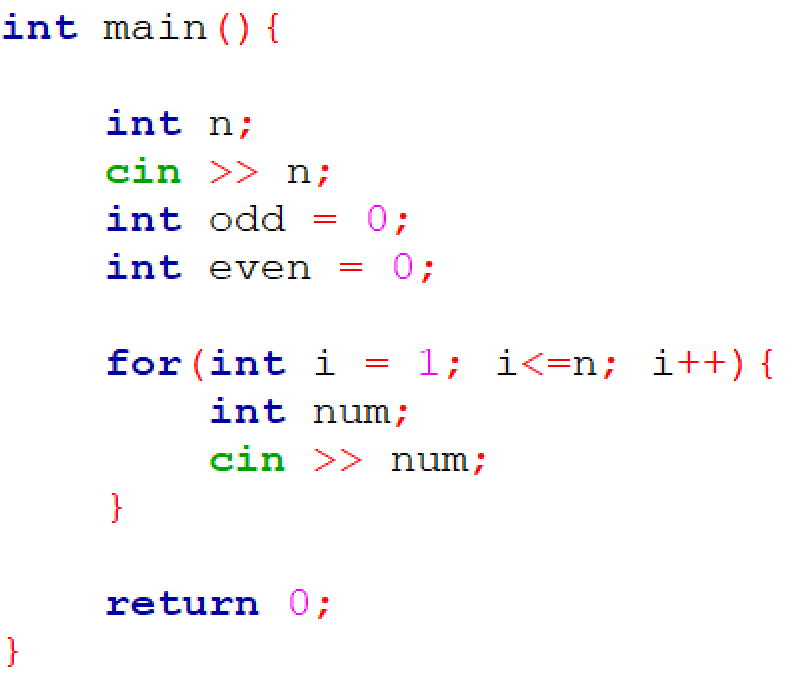 int main(){
int n;
cin >> n;
int odd = 0;
int even = 0;
for(int i = 1; i<=n; i++){
int num;
cin >> num;
}
return 0;
}